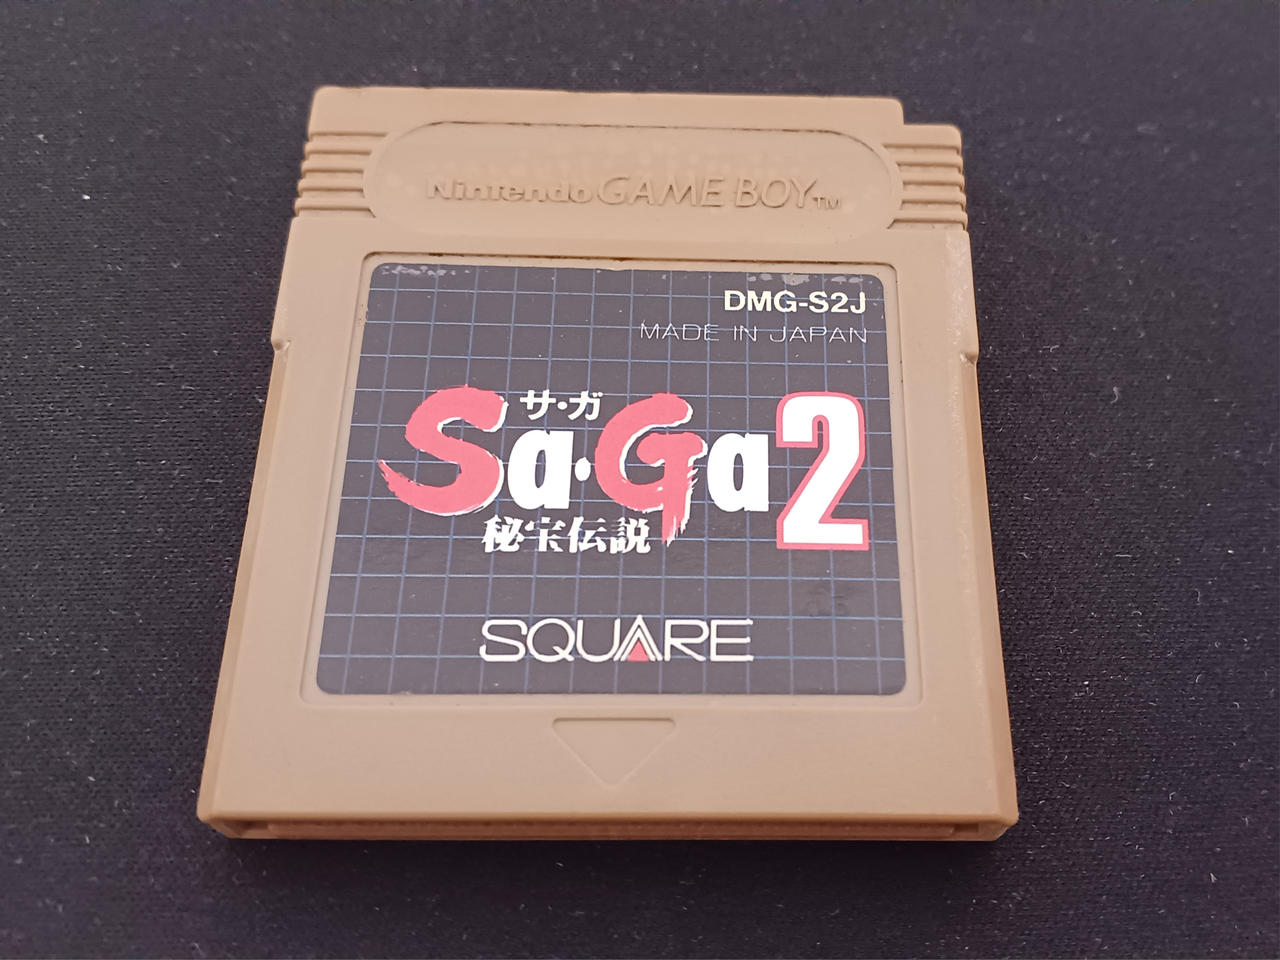 Nintendo GAME BOY™
DMG-S2J
MADE IN JAPAN
サ・ガ
Sa・Ga2
秘宝伝説
SQUARE